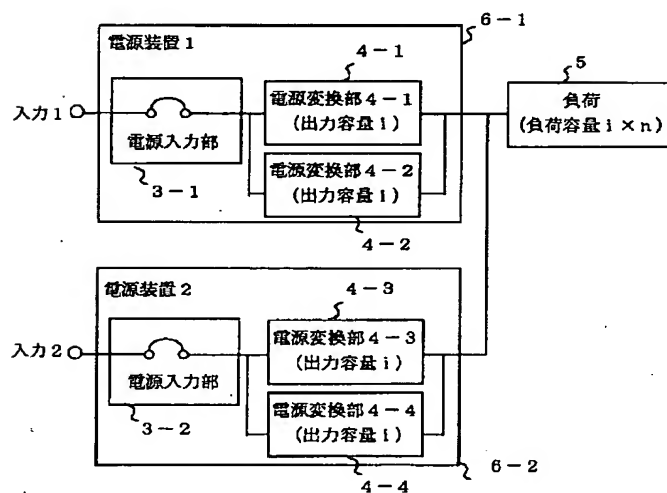 6-1
電源装置1
4-1
5
入力1
電源変換部4-1
(出力容量i)
負荷
(負荷容量i×n)
電源入力部
電源変換部4-2
(出力容量i)
3-1
4-2
電源装置2
4-3
入力2
電源変換部4-3
(出力容量i)
電源入力部
電源変換部4-4
(出力容量i)
3-2
4-4
6-2